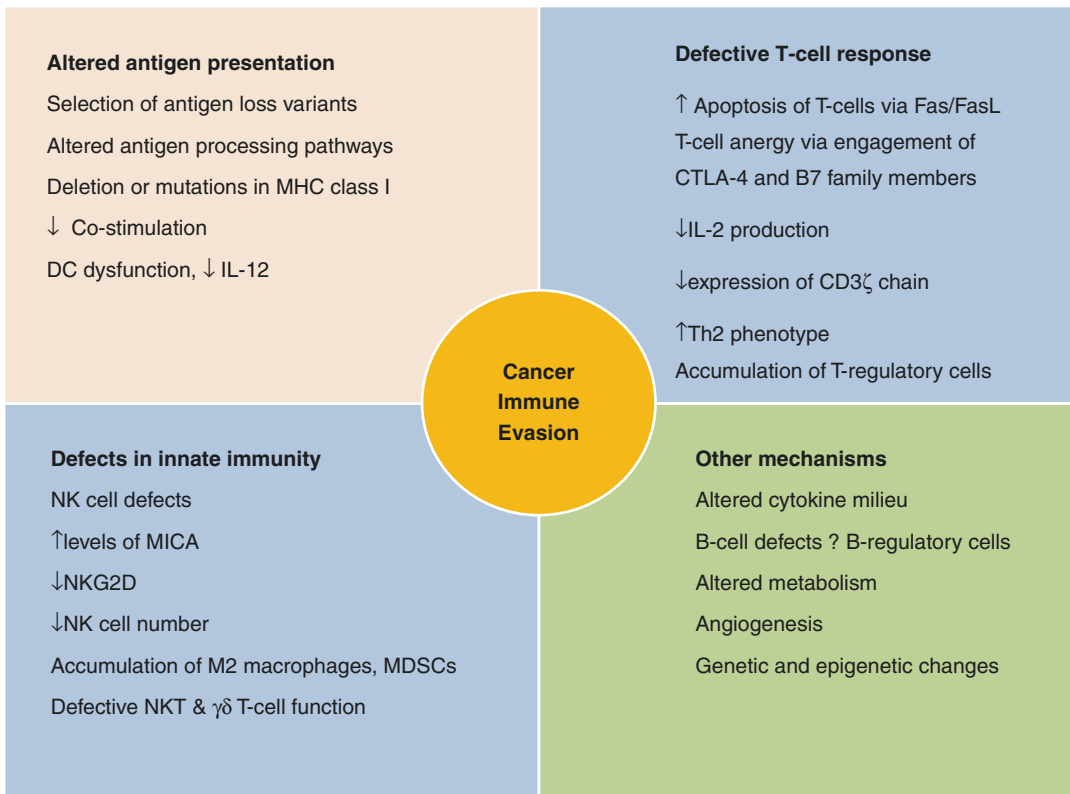 Altered antigen presentation
Selection of antigen loss variants
Altered antigen processing pathways
Deletion or mutations in MHC class I
↓ Co-stimulation
DC dysfunction, ↓ IL-12
Defective T-cell response
↑ Apoptosis of T-cells via Fas/FasL
T-cell anergy via engagement of
CTLA-4 and B7 family members
↓IL-2 production
↓expression of CD3ζ chain
↑Th2 phenotype
Accumulation of T-regulatory cells
Cancer
Immune
Evasion
Defects in innate immunity
NK cell defects
↑levels of MICA
↓NKG2D
↓NK cell number
Accumulation of M2 macrophages, MDSCs
Defective NKT & γδ T-cell function
Other mechanisms
Altered cytokine milieu
B-cell defects ? B-regulatory cells
Altered metabolism
Angiogenesis
Genetic and epigenetic changes